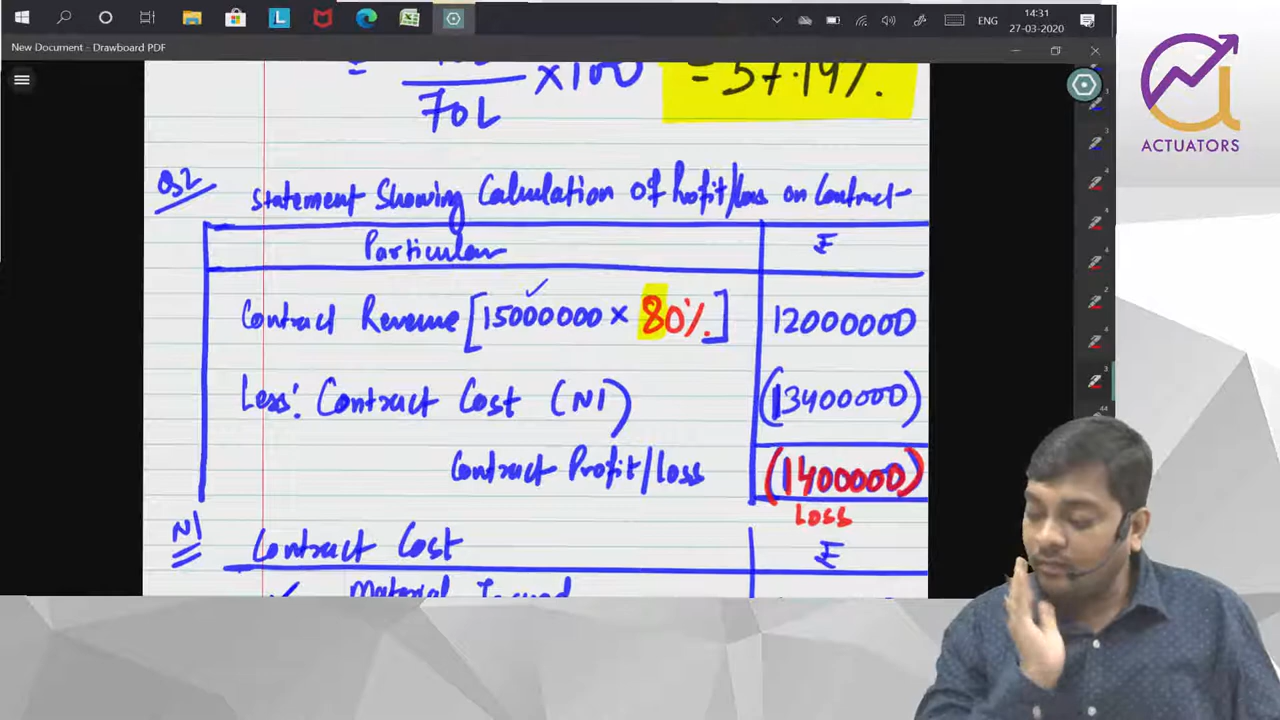 14:31
ENG
27-03-2020
New Document - Drawboard PDF
ACTUATORS
70L ×100 = 57.14%.
Qs2 Statement Showing Calculation of Profit/Loss on Contract
Particular ₹
Contract Revenue [15000000 × 80%.] 12000000
Less: Contract Cost (N1) (13400000)
Contract Profit/Loss (1400000)
Loss
N1 Contract Cost ₹
Material Issued